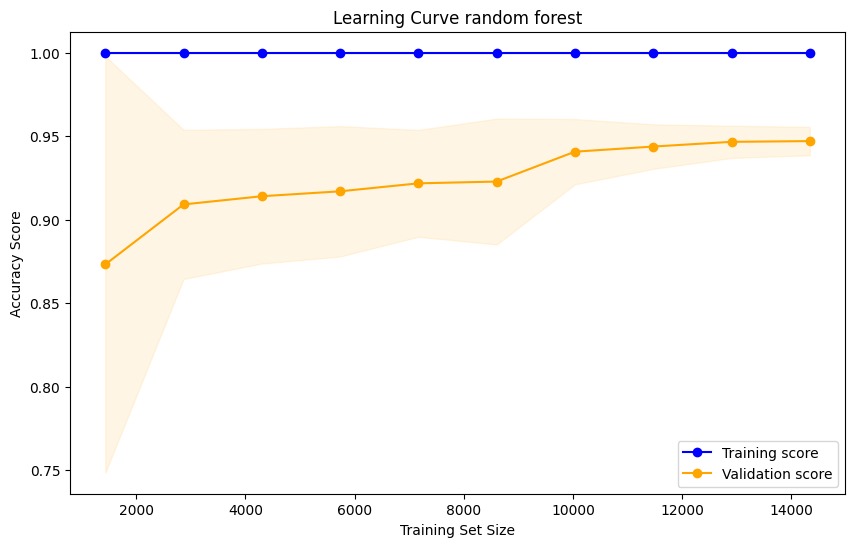 Learning Curve random forest
1.00
0.95
0.90
0.85
0.80
0.75
Accuracy Score
2000 4000 6000 8000 10000 12000 14000
Training Set Size
Training score
Validation score